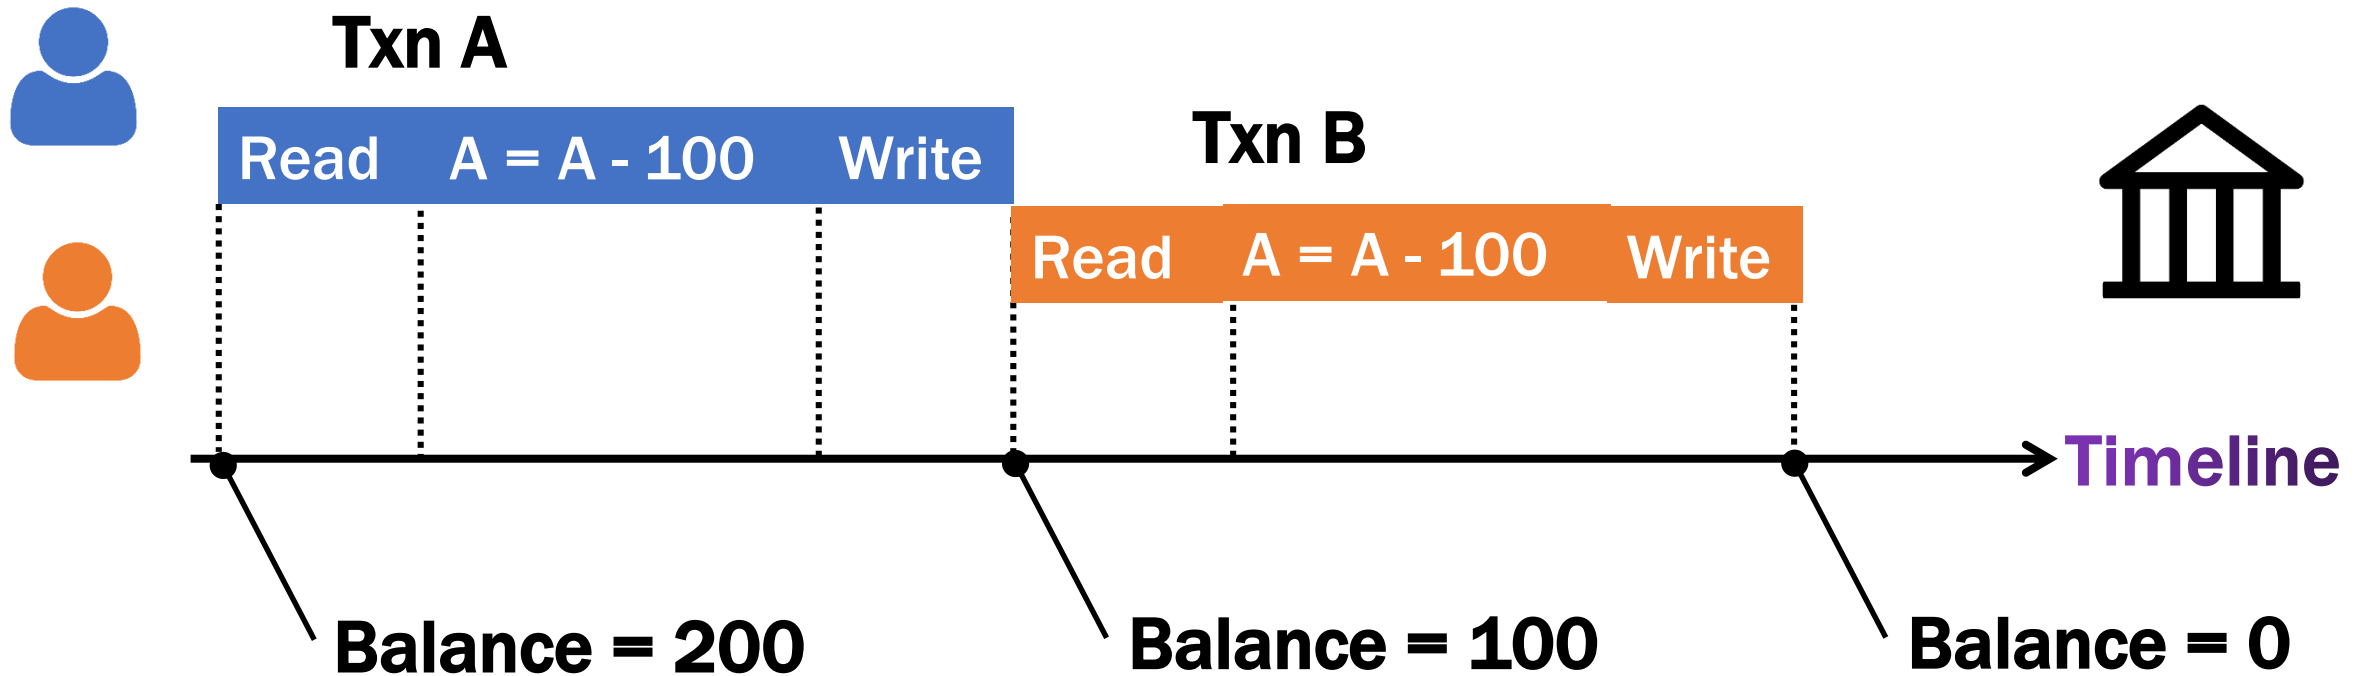 Txn A
Read A = A - 100 Write
Txn B
Read A = A - 100 Write
Timeline
Balance = 200
Balance = 100
Balance = 0